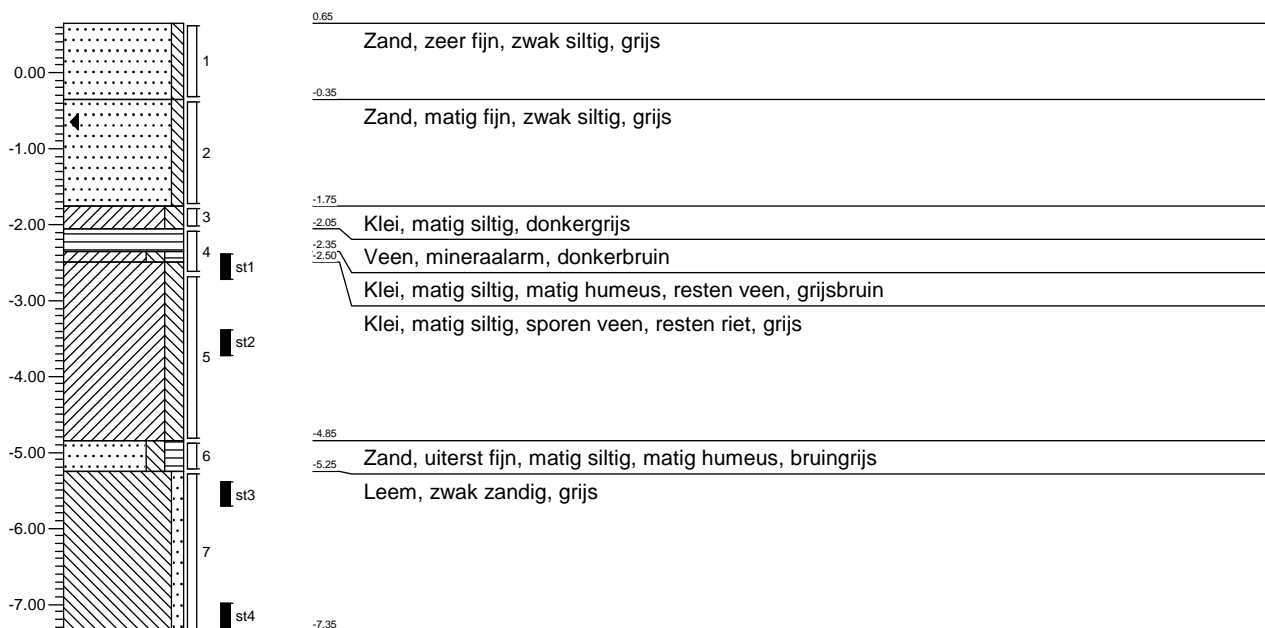 0.65
Zand, zeer fijn, zwak siltig, grijs
1
0.00
-0.35
Zand, matig fijn, zwak siltig, grijs
-1.00
2
-1.75
Klei, matig siltig, donkergrijs
-2.00
3
-2.05
-2.35
Veen, mineraalarm, donkerbruin
4
-2.50
st1
Klei, matig siltig, matig humeus, resten veen, grijsbruin
-3.00
Klei, matig siltig, sporen veen, resten riet, grijs
st2
5
-4.00
-4.85
-5.00
6
Zand, uiterst fijn, matig siltig, matig humeus, bruingrijs
-5.25
Leem, zwak zandig, grijs
st3
-6.00
7
-7.00
st4
-7.35